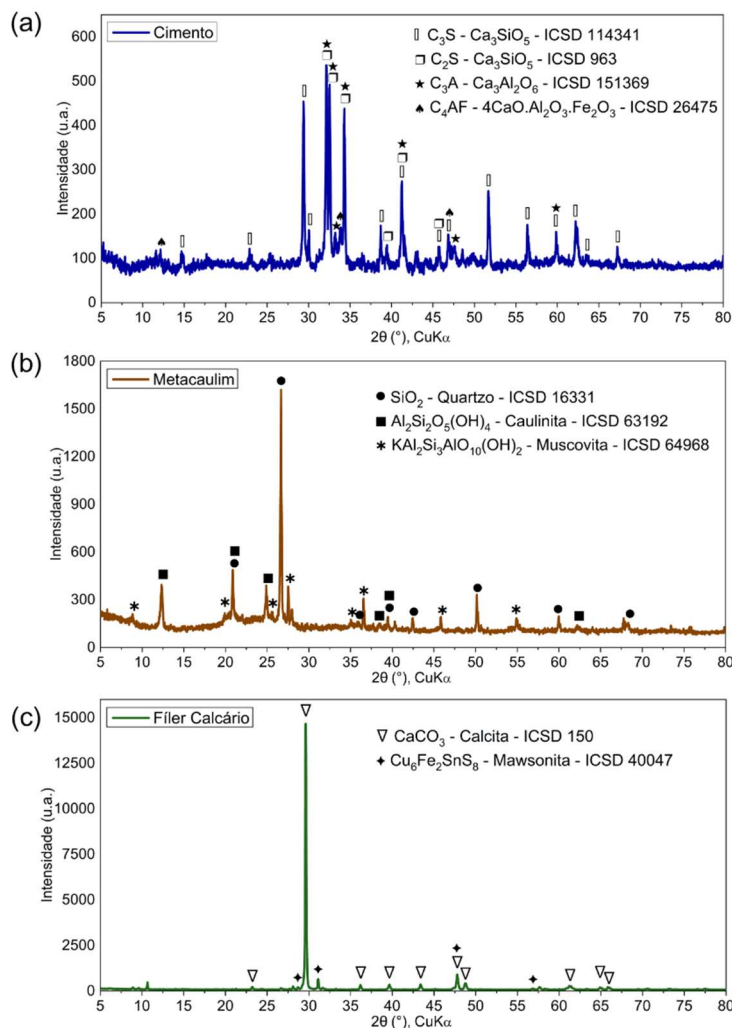 (a)
Cimento
C₃S - Ca₃SiO₅ - ICSD 114341
C₂S - Ca₃SiO₅ - ICSD 963
C₃A - Ca₃Al₂O₆ - ICSD 151369
C₄AF - 4CaO.Al₂O₃.Fe₂O₃ - ICSD 26475
Intensidade (u.a.)
600
500
400
300
200
100
0
5 10 15 20 25 30 35 40 45 50 55 60 65 70 75 80
2θ (°), CuKα
(b)
Metacaulim
SiO₂ - Quartzo - ICSD 16331
Al₂Si₂O₅(OH)₄ - Caulinita - ICSD 63192
KAl₂Si₃AlO₁₀(OH)₂ - Muscovita - ICSD 64968
Intensidade (u.a.)
1800
1500
1200
900
600
300
0
5 10 15 20 25 30 35 40 45 50 55 60 65 70 75 80
2θ (°), CuKα
(c)
Fíler Calcário
CaCO₃ - Calcita - ICSD 150
Cu₆Fe₂SnS₈ - Mawsonita - ICSD 40047
Intensidade (u.a.)
15000
12500
10000
7500
5000
2500
0
5 10 15 20 25 30 35 40 45 50 55 60 65 70 75 80
2θ (°), CuKα